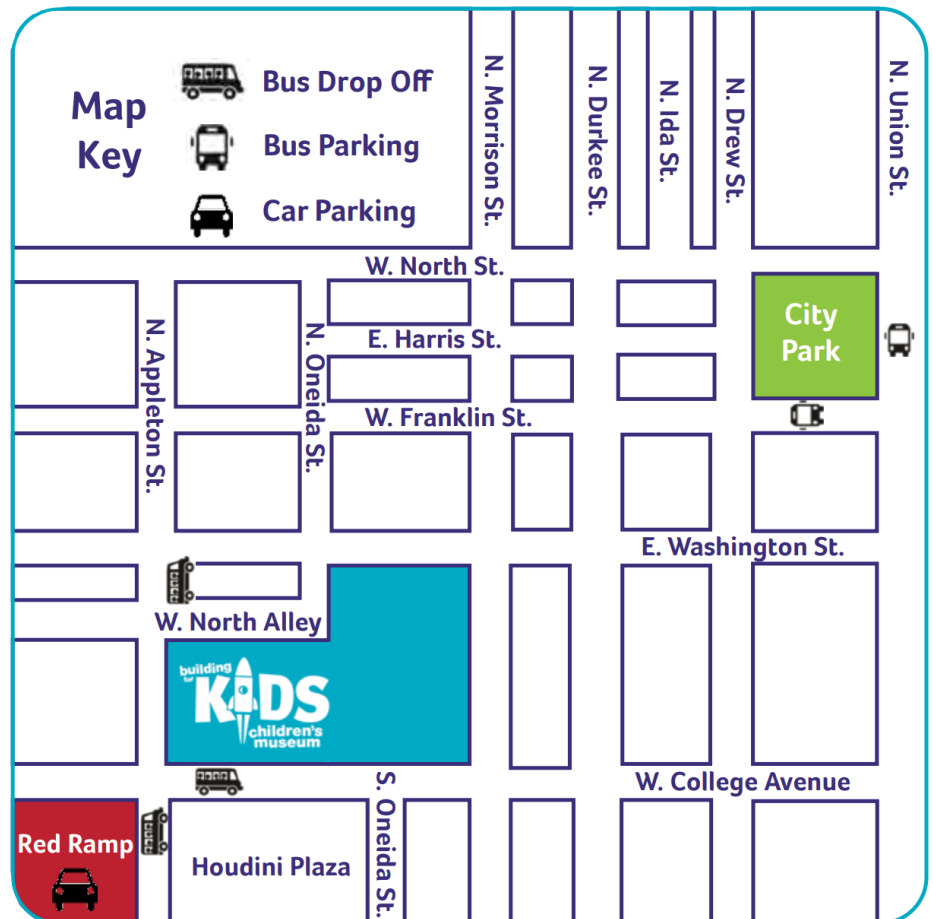 Map
Key
Bus Drop Off
Bus Parking
Car Parking
N. Morrison St.
N. Durkee St.
N. Ida St.
N. Drew St.
N. Union St.
W. North St.
E. Harris St.
W. Franklin St.
N. Appleton St.
N. Oneida St.
City
Park
E. Washington St.
W. North Alley
building
for
KIDS
children's
museum
W. College Avenue
S. Oneida St.
Red Ramp
Houdini Plaza